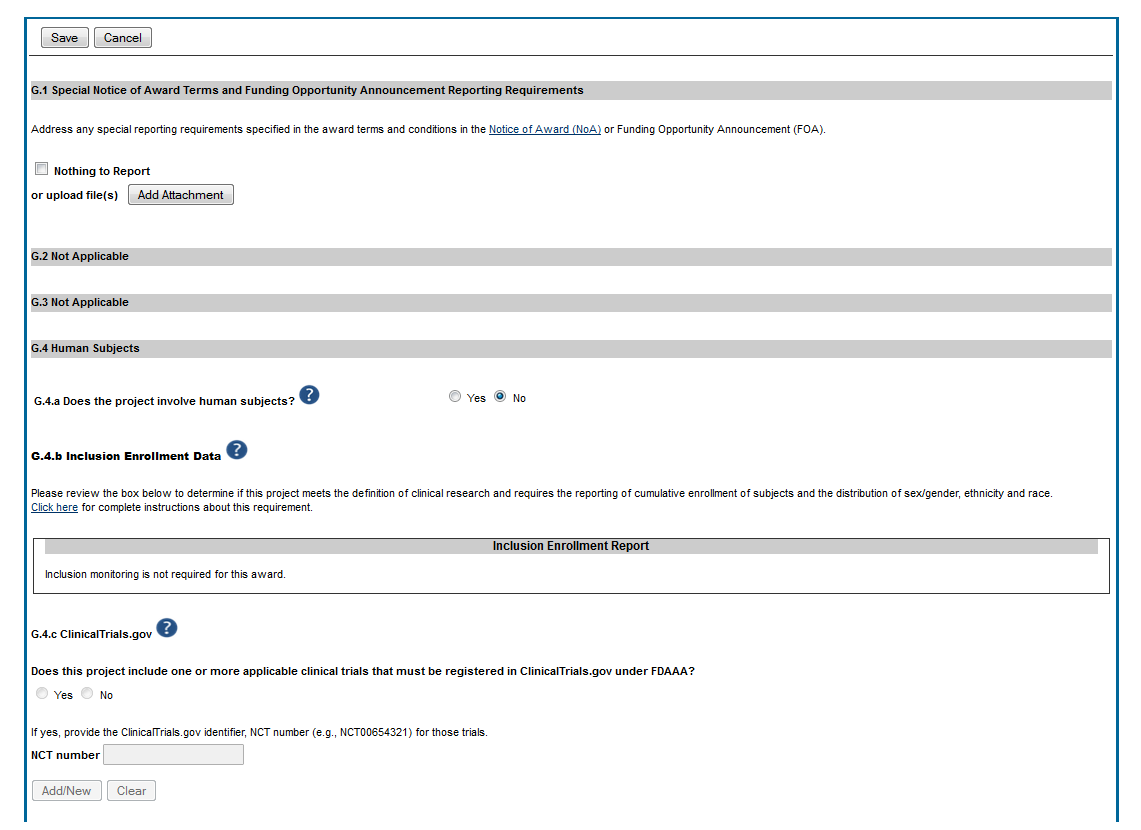 Save Cancel
G.1 Special Notice of Award Terms and Funding Opportunity Announcement Reporting Requirements
Address any special reporting requirements specified in the award terms and conditions in the Notice of Award (NoA) or Funding Opportunity Announcement (FOA).
Nothing to Report
or upload file(s) Add Attachment
G.2 Not Applicable
G.3 Not Applicable
G.4 Human Subjects
G.4.a Does the project involve human subjects? ? Yes No
G.4.b Inclusion Enrollment Data ?
Please review the box below to determine if this project meets the definition of clinical research and requires the reporting of cumulative enrollment of subjects and the distribution of sex/gender, ethnicity and race.
Click here for complete instructions about this requirement.
Inclusion Enrollment Report
Inclusion monitoring is not required for this award.
G.4.c ClinicalTrials.gov ?
Does this project include one or more applicable clinical trials that must be registered in ClinicalTrials.gov under FDAAA?
Yes No
If yes, provide the ClinicalTrials.gov identifier, NCT number (e.g., NCT00654321) for those trials.
NCT number
Add/New Clear